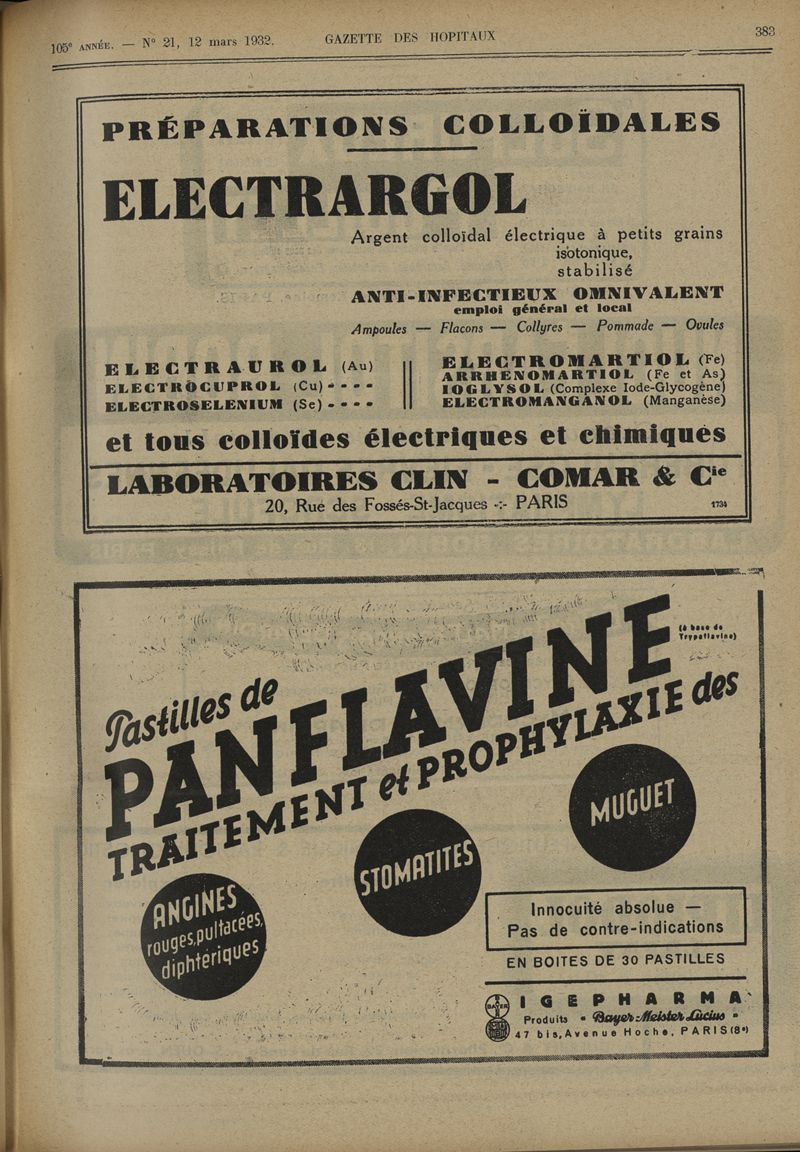 105e ANNÉE. — N° 21, 12 mars 1932.
GAZETTE DES HOPITAUX
383
PRÉPARATIONS COLLOÏDALES
ELECTRARGOL
Argent colloïdal électrique à petits grains
isotonique,
stabilisé
ANTI-INFECTIEUX OMNIVALENT
emploi général et local
Ampoules — Flacons — Collyres — Pommade — Ovules
ELECTRAUROL (Au)
ELECTROCUPROL (Cu) - - - -
ELECTROSELENIUM (Se) - - - -
ELECTROMARTIOL (Fe)
ARRHENOMARTIOL (Fe et As)
IOGLYSOL (Complexe Iode-Glycogène)
ELECTROMANGANOL (Manganèse)
et tous colloïdes électriques et chimiques
LABORATOIRES CLIN - COMAR & Cie
20, Rue des Fossés-St-Jacques -:- PARIS
1734
Pastilles de
PANFLAVINE
(à base de
Trypaflavine)
TRAITEMENT et PROPHYLAXIE des
ANGINES
rouges, pultacées,
diphtériques
STOMATITES
MUGUET
Innocuité absolue —
Pas de contre-indications
EN BOITES DE 30 PASTILLES
BAYER
IGEPHARMA
Produits « Bayer-Meister Lucius »
47 bis, Avenue Hoche, PARIS (8e)